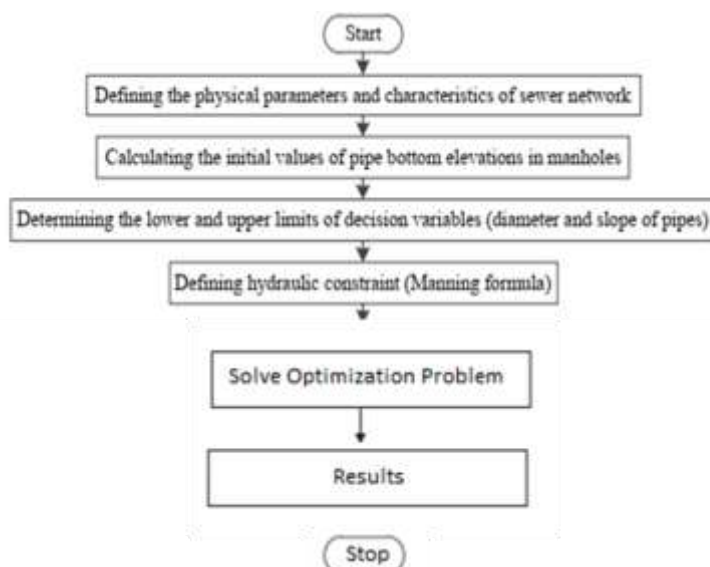 Start
Defining the physical parameters and characteristics of sewer network
Calculating the initial values of pipe bottom elevations in manholes
Determining the lower and upper limits of decision variables (diameter and slope of pipes)
Defining hydraulic constraint (Manning formula)
Solve Optimization Problem
Results
Stop